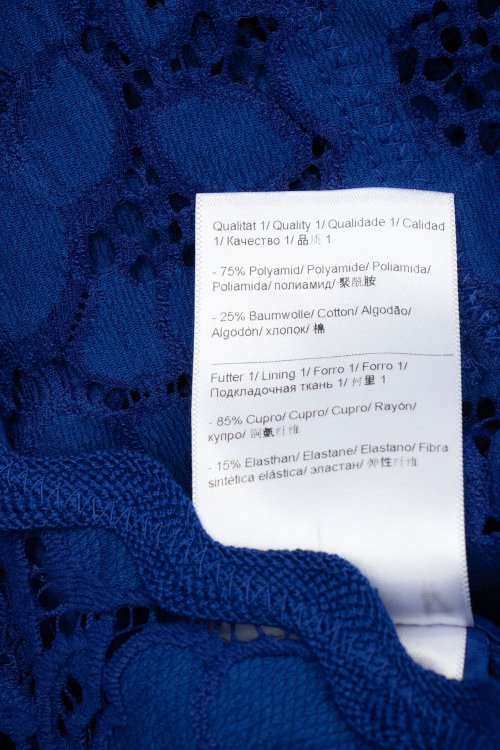 Qualitat 1/ Quality 1/ Qualidade 1/ Calidad
1/ Качество 1/ 品质 1
- 75% Polyamid/ Polyamide/ Poliamida/
Poliamida/ полиамид/ 聚酰胺
- 25% Baumwolle/ Cotton/ Algodão/
Algodón/ хлопок/ 棉
Futter 1/ Lining 1/ Forro 1/ Forro 1/
Подкладочная ткань 1/ 衬里 1
- 85% Cupro/ Cupro/ Cupro/ Rayón/
купро/ 铜氨纤维
- 15% Elasthan/ Elastane/ Elastano/ Fibra
sintética elástica/ эластан/ 弹性纤维